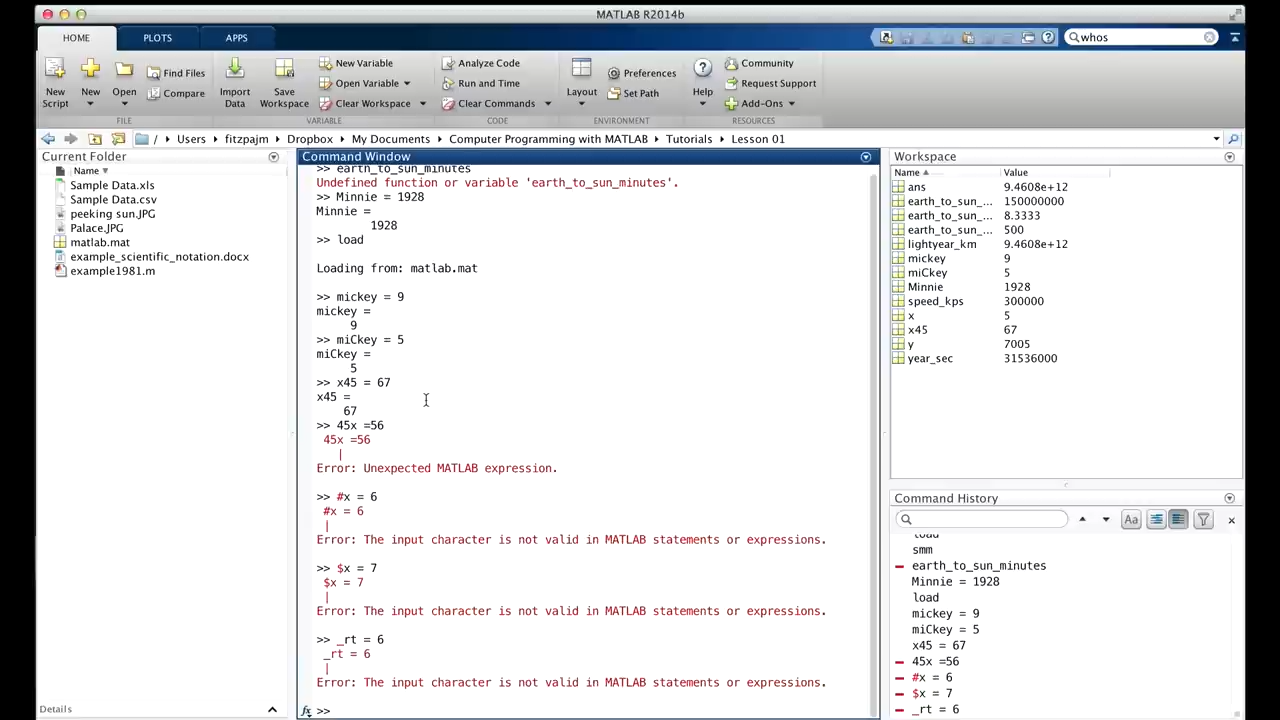 MATLAB R2014b
HOME PLOTS APPS
whos
New Script
New
Open
Find Files
Compare
FILE
Import Data
Save Workspace
New Variable
Open Variable
Clear Workspace
VARIABLE
Analyze Code
Run and Time
Clear Commands
CODE
Layout
Preferences
Set Path
ENVIRONMENT
Help
Community
Request Support
Add-Ons
RESOURCES
/ Users fitzpajm Dropbox My Documents Computer Programming with MATLAB Tutorials Lesson 01
Current Folder
Name
Sample Data.xls
Sample Data.csv
peeking sun.JPG
Palace.JPG
matlab.mat
example_scientific_notation.docx
example1981.m
Details
Command Window
>> earth_to_sun_minutes
Undefined function or variable 'earth_to_sun_minutes'.
>> Minnie = 1928
Minnie =
1928
>> load
Loading from: matlab.mat
>> mickey = 9
mickey =
9
>> miCkey = 5
miCkey =
5
>> x45 = 67
x45 =
67
>> 45x =56
45x =56
|
Error: Unexpected MATLAB expression.
>> #x = 6
#x = 6
|
Error: The input character is not valid in MATLAB statements or expressions.
>> $x = 7
$x = 7
|
Error: The input character is not valid in MATLAB statements or expressions.
>> _rt = 6
_rt = 6
|
Error: The input character is not valid in MATLAB statements or expressions.
fx >>
Workspace
Name Value
ans 9.4608e+12
earth_to_sun_... 150000000
earth_to_sun_... 8.3333
earth_to_sun_... 500
lightyear_km 9.4608e+12
mickey 9
miCkey 5
Minnie 1928
speed_kps 300000
x 5
x45 67
y 7005
year_sec 31536000
Command History
Aa
load
smm
earth_to_sun_minutes
Minnie = 1928
load
mickey = 9
miCkey = 5
x45 = 67
45x =56
#x = 6
$x = 7
_rt = 6